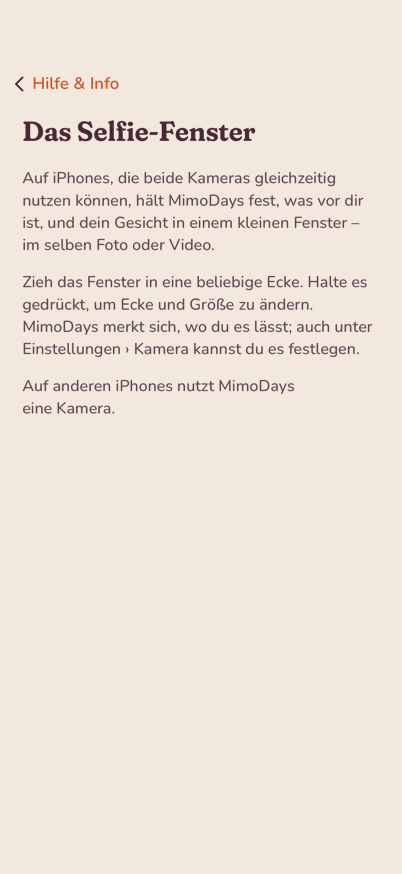 Hilfe & Info
Das Selfie-Fenster
Auf iPhones, die beide Kameras gleichzeitig
nutzen können, hält MimoDays fest, was vor dir
ist, und dein Gesicht in einem kleinen Fenster –
im selben Foto oder Video.
Zieh das Fenster in eine beliebige Ecke. Halte es
gedrückt, um Ecke und Größe zu ändern.
MimoDays merkt sich, wo du es lässt; auch unter
Einstellungen › Kamera kannst du es festlegen.
Auf anderen iPhones nutzt MimoDays
eine Kamera.